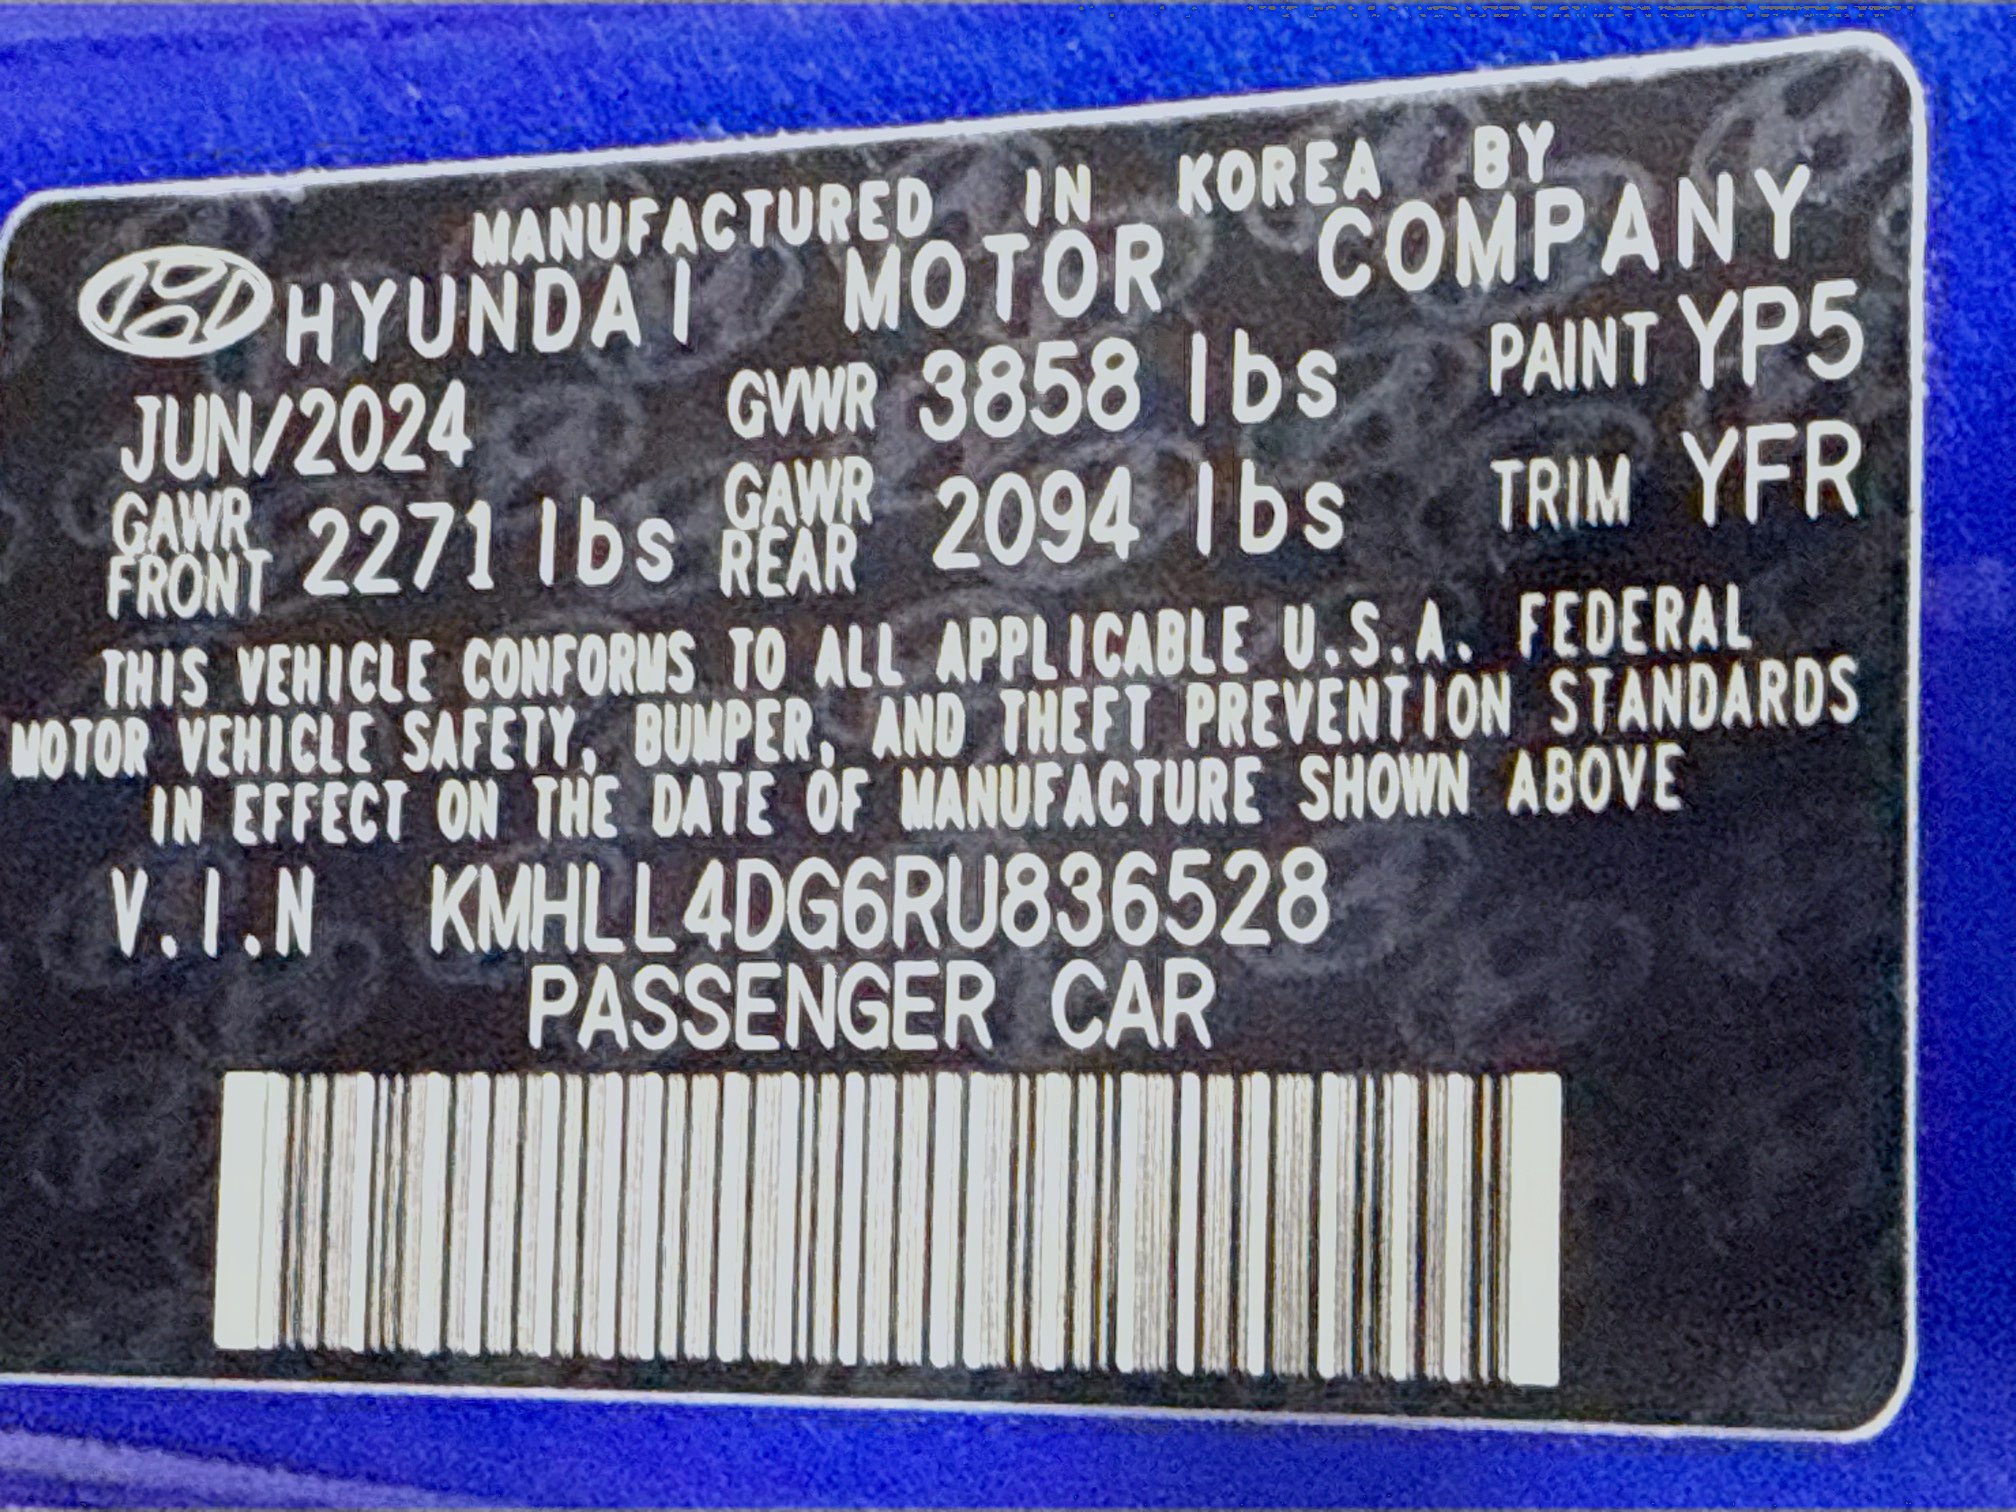 MANUFACTURED IN KOREA BY
HYUNDAI MOTOR COMPANY
JUN/2024 GVWR 3858 lbs PAINT YP5
GAWR FRONT 2271 lbs GAWR REAR 2094 lbs TRIM YFR
THIS VEHICLE CONFORMS TO ALL APPLICABLE U.S.A. FEDERAL
MOTOR VEHICLE SAFETY, BUMPER, AND THEFT PREVENTION STANDARDS
IN EFFECT ON THE DATE OF MANUFACTURE SHOWN ABOVE
V.I.N KMHLL4DG6RU836528
PASSENGER CAR